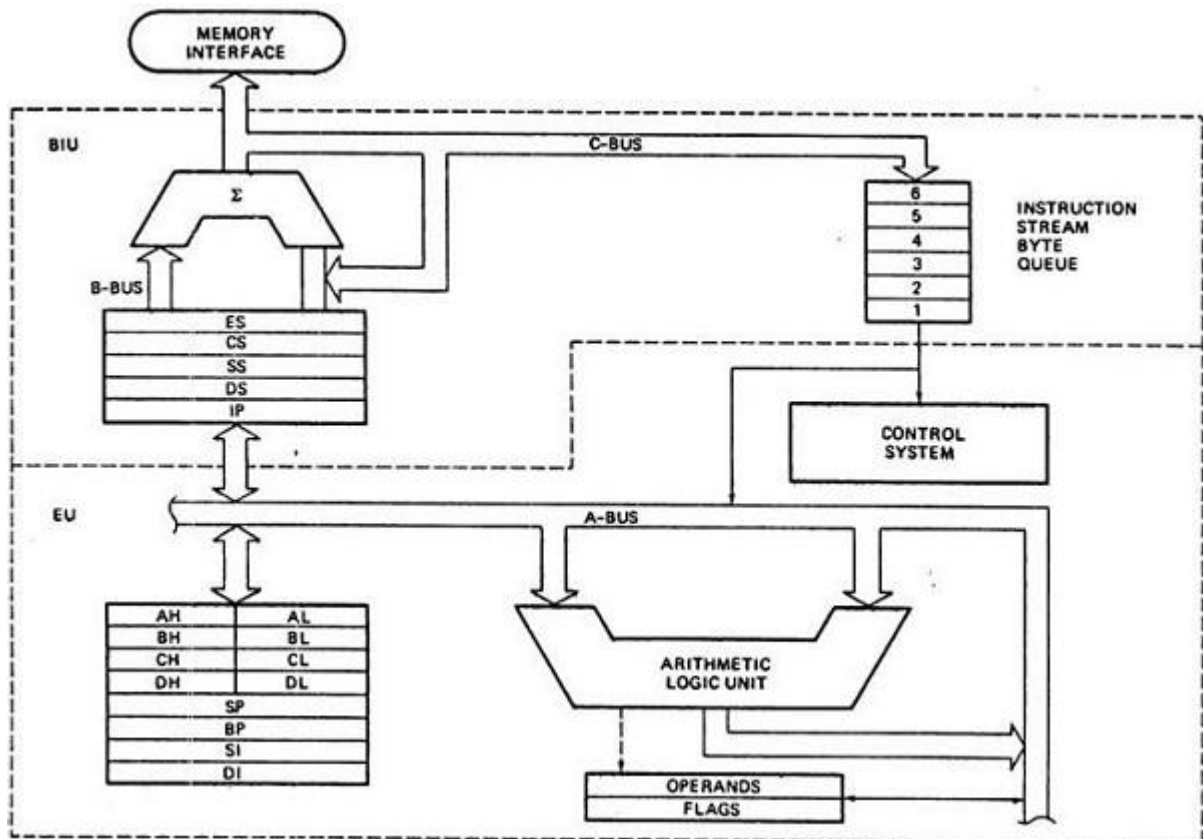 MEMORY
INTERFACE
BIU
C-BUS
Σ
6
5
4
3
2
1
INSTRUCTION
STREAM
BYTE
QUEUE
B-BUS
ES
CS
SS
DS
IP
CONTROL
SYSTEM
EU
A-BUS
AH AL
BH BL
CH CL
DH DL
SP
BP
SI
DI
ARITHMETIC
LOGIC UNIT
OPERANDS
FLAGS